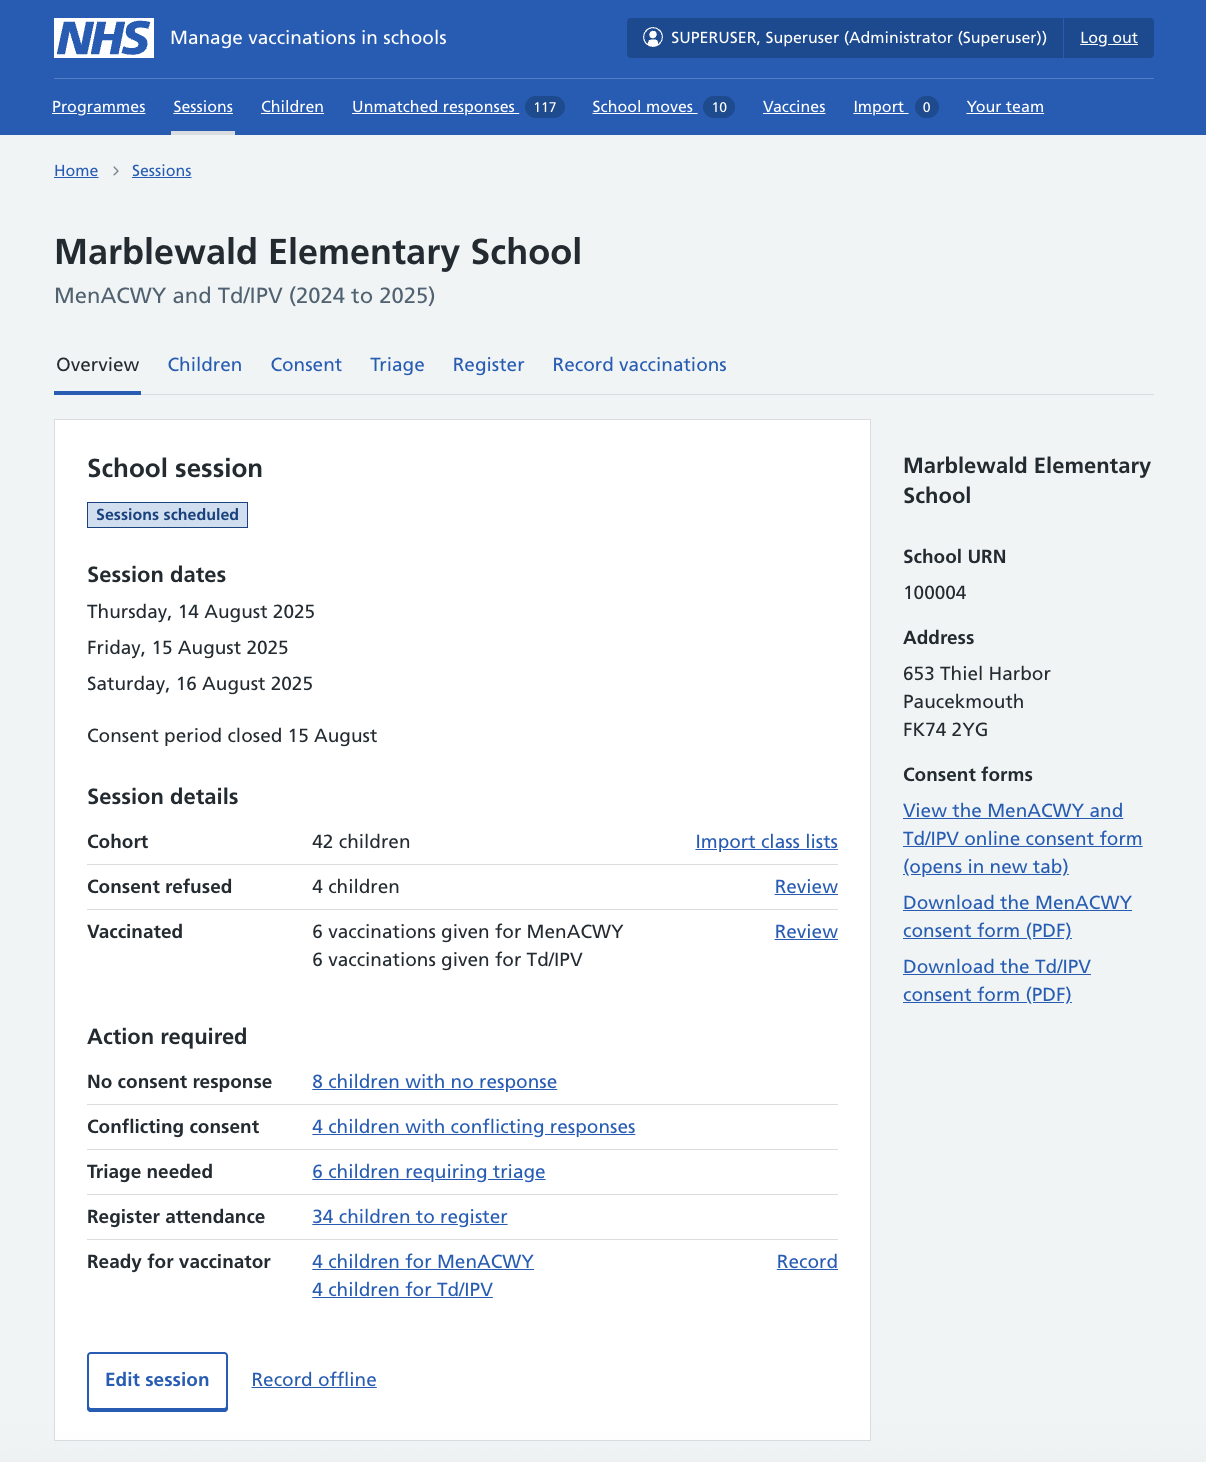 NHS Manage vaccinations in schools SUPERUSER, Superuser (Administrator (Superuser)) Log out
Programmes Sessions Children Unmatched responses 117 School moves 10 Vaccines Import 0 Your team
Home > Sessions
Marblewald Elementary School
MenACWY and Td/IPV (2024 to 2025)
Overview Children Consent Triage Register Record vaccinations
School session
Sessions scheduled
Session dates
Thursday, 14 August 2025
Friday, 15 August 2025
Saturday, 16 August 2025
Consent period closed 15 August
Session details
Cohort 42 children Import class lists
Consent refused 4 children Review
Vaccinated 6 vaccinations given for MenACWY Review
6 vaccinations given for Td/IPV
Action required
No consent response 8 children with no response
Conflicting consent 4 children with conflicting responses
Triage needed 6 children requiring triage
Register attendance 34 children to register
Ready for vaccinator 4 children for MenACWY Record
4 children for Td/IPV
Edit session Record offline
Marblewald Elementary
School
School URN
100004
Address
653 Thiel Harbor
Paucekmouth
FK74 2YG
Consent forms
View the MenACWY and
Td/IPV online consent form
(opens in new tab)
Download the MenACWY
consent form (PDF)
Download the Td/IPV
consent form (PDF)